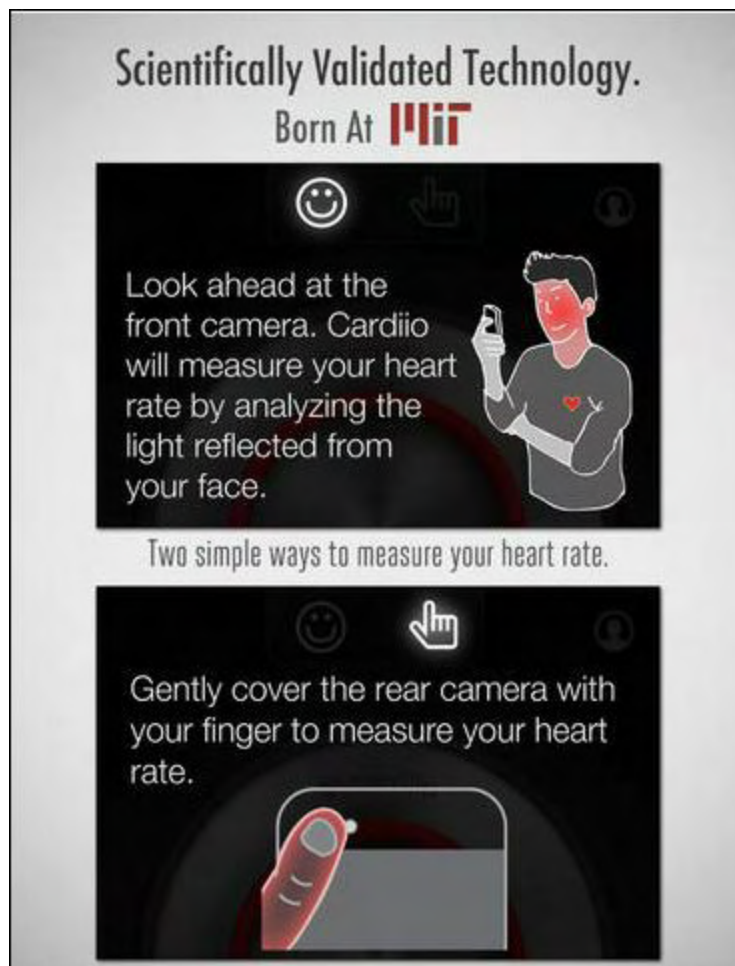 Scientifically Validated Technology.
Born At MIT
Look ahead at the
front camera. Cardiio
will measure your heart
rate by analyzing the
light reflected from
your face.
Two simple ways to measure your heart rate.
Gently cover the rear camera with
your finger to measure your heart
rate.